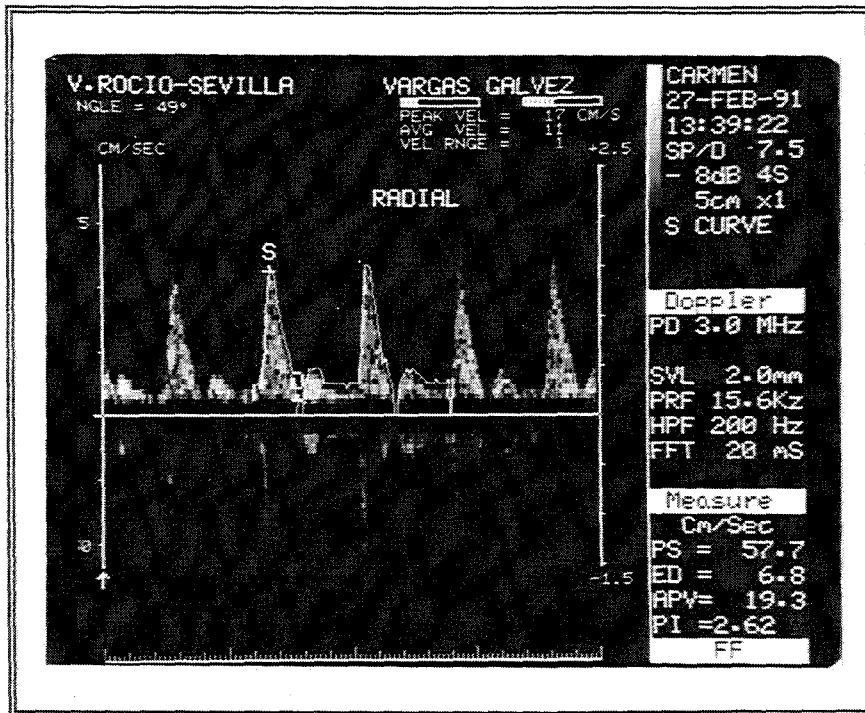 V.ROCIO-SEVILLA
VARGAS GALVEZ
NGLE = 49°
PEAK VEL = 17 CM/S
AVG VEL = 11
VEL RNGE = 1
CM/SEC
+2.5
5
RADIAL
S
0
-1.5
CARMEN
27-FEB-91
13:39:22
SP/D 7.5
- 8dB 4S
5cm x1
S CURVE
Doppler
PD 3.0 MHz
SVL 2.0mm
PRF 15.6Kz
HPF 200 Hz
FFT 20 mS
Measure
Cm/Sec
PS = 57.7
ED = 6.8
APV= 19.3
PI =2.62
FF